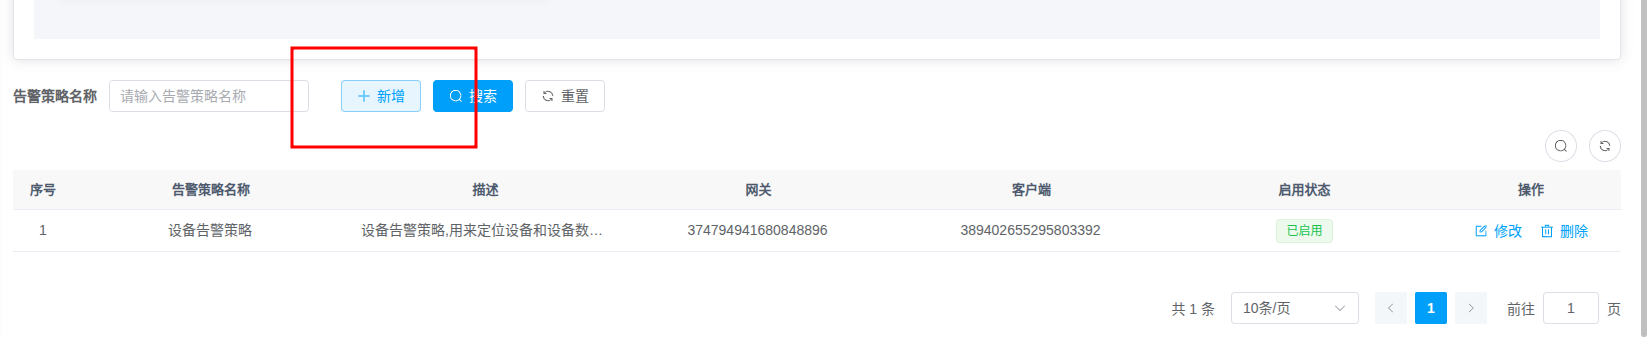 告警策略名称 请输入告警策略名称 新增 搜索 重置
序号 告警策略名称 描述 网关 客户端 启用状态 操作
1 设备告警策略 设备告警策略,用来定位设备和设备数... 374794941680848896 389402655295803392 已启用 修改 删除
共 1 条 10条/页 1 前往 1 页